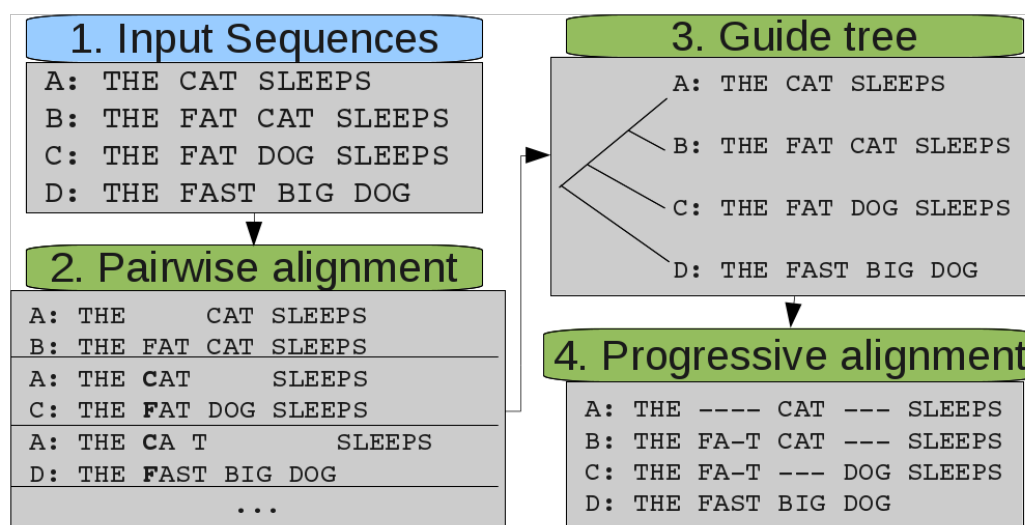 1. Input Sequences
A: THE CAT SLEEPS
B: THE FAT CAT SLEEPS
C: THE FAT DOG SLEEPS
D: THE FAST BIG DOG
2. Pairwise alignment
A: THE     CAT SLEEPS
B: THE FAT CAT SLEEPS
A: THE CAT     SLEEPS
C: THE FAT DOG SLEEPS
A: THE CA T        SLEEPS
D: THE FAST BIG DOG
...
3. Guide tree
A: THE CAT SLEEPS
B: THE FAT CAT SLEEPS
C: THE FAT DOG SLEEPS
D: THE FAST BIG DOG
4. Progressive alignment
A: THE ---- CAT --- SLEEPS
B: THE FA-T CAT --- SLEEPS
C: THE FA-T --- DOG SLEEPS
D: THE FAST BIG DOG